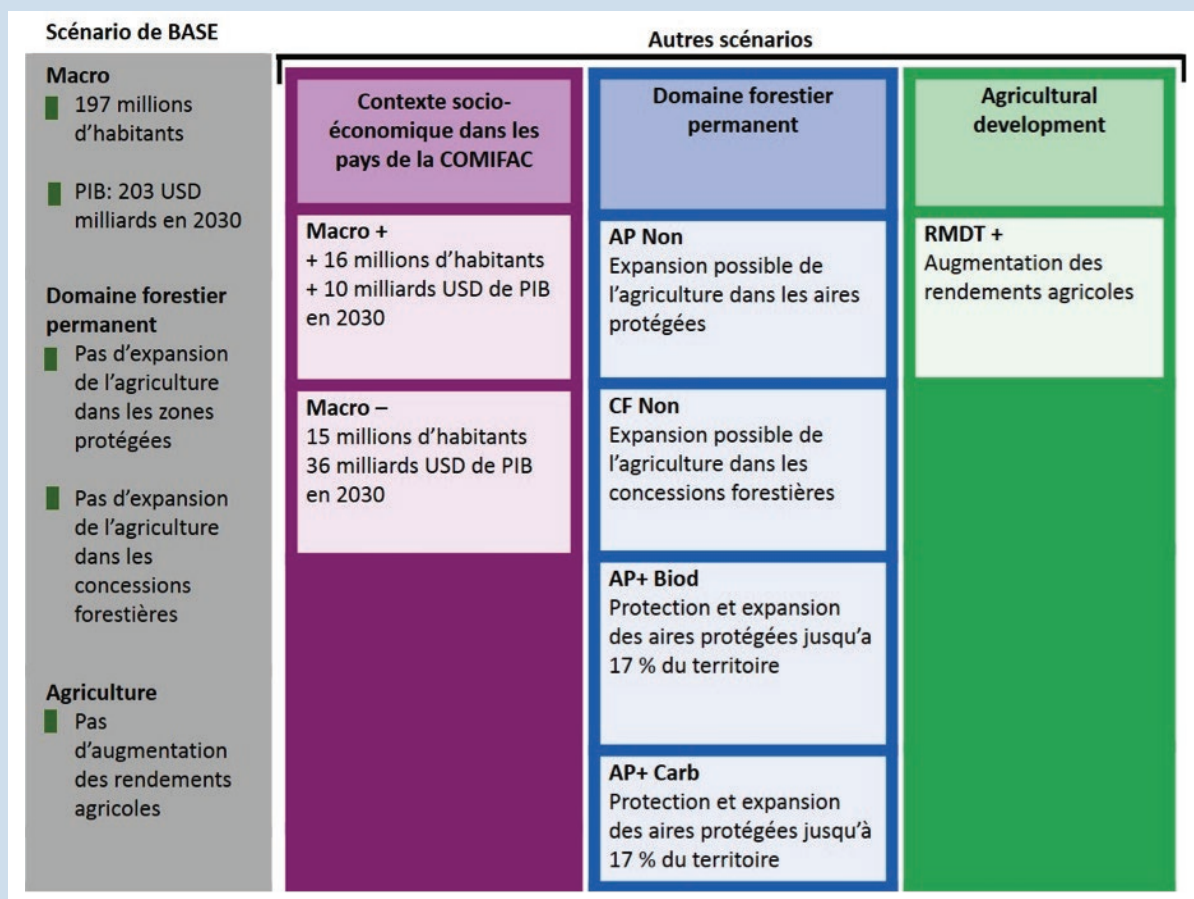 Scénario de BASE
Macro
197 millions
d'habitants
PIB: 203 USD
milliards en 2030
Domaine forestier
permanent
Pas d'expansion
de l'agriculture
dans les zones
protégées
Pas d'expansion
de l'agriculture
dans les
concessions
forestières
Agriculture
Pas
d'augmentation
des rendements
agricoles
Autres scénarios
Contexte socio-
économique dans les
pays de la COMIFAC
Macro +
+ 16 millions d'habitants
+ 10 milliards USD de PIB
en 2030
Macro –
15 millions d'habitants
36 milliards USD de PIB
en 2030
Domaine forestier
permanent
AP Non
Expansion possible de
l'agriculture dans les aires
protégées
CF Non
Expansion possible de
l'agriculture dans les
concessions forestières
AP+ Biod
Protection et expansion
des aires protégées jusqu'a
17 % du territoire
AP+ Carb
Protection et expansion
des aires protégées jusqu'à
17 % du territoire
Agricultural
development
RMDT +
Augmentation des
rendements agricoles